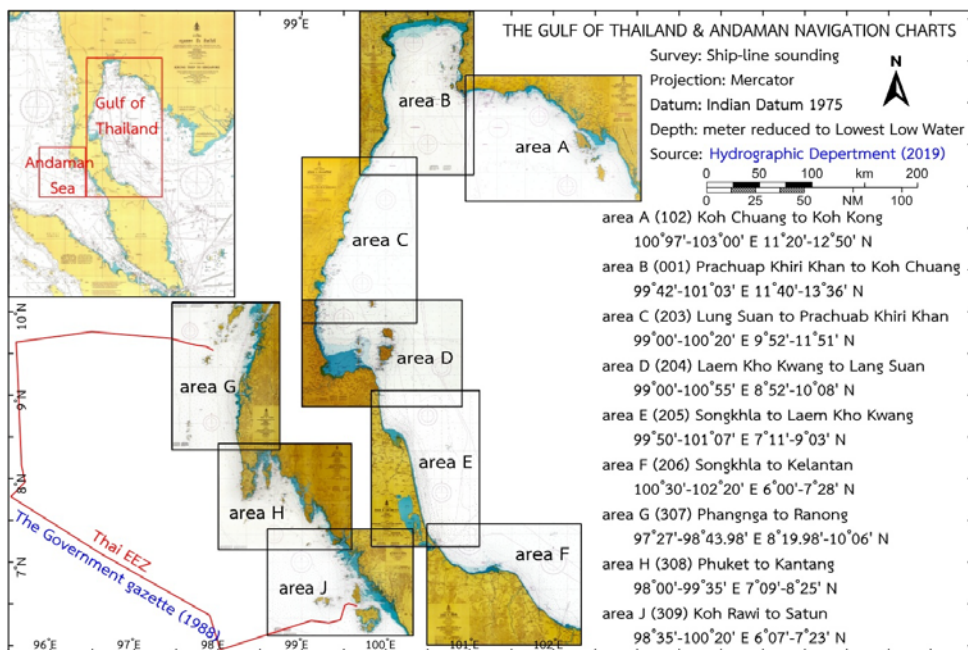 99°E
THE GULF OF THAILAND & ANDAMAN NAVIGATION CHARTS
Survey: Ship-line sounding
Projection: Mercator
Datum: Indian Datum 1975
Depth: meter reduced to Lowest Low Water
Source: Hydrographic Depertment (2019)
N
0 50 100 km 200
0 25 50 NM 100
Gulf of
Thailand
Andaman
Sea
area B
area A
area C
area D
area G
area E
area H
area F
area J
area A (102) Koh Chuang to Koh Kong
100°97'-103°00' E 11°20'-12°50' N
area B (001) Prachuap Khiri Khan to Koh Chuang
99°42'-101°03' E 11°40'-13°36' N
area C (203) Lung Suan to Prachuab Khiri Khan
99°00'-100°20' E 9°52'-11°51' N
area D (204) Laem Kho Kwang to Lang Suan
99°00'-100°55' E 8°52'-10°08' N
area E (205) Songkhla to Laem Kho Kwang
99°50'-101°07' E 7°11'-9°03' N
area F (206) Songkhla to Kelantan
100°30'-102°20' E 6°00'-7°28' N
area G (307) Phangnga to Ranong
97°27'-98°43.98' E 8°19.98'-10°06' N
area H (308) Phuket to Kantang
98°00'-99°35' E 7°09'-8°25' N
area J (309) Koh Rawi to Satun
98°35'-100°20' E 6°07'-7°23' N
10°N
9°N
8°N
7°N
Thai EEZ
The Government gazette (1988)
96°E
97°E
98°E
99°E
100°E
101°E
102°E